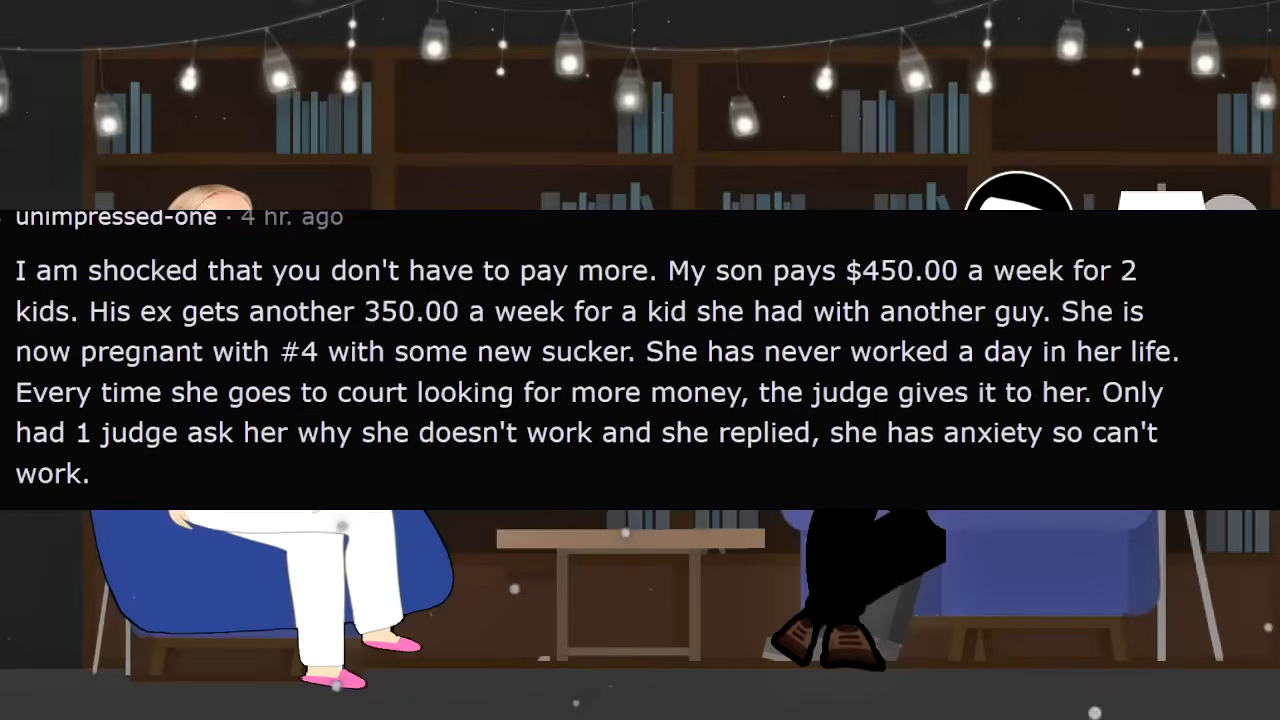 unimpressed-one · 4 hr. ago
I am shocked that you don't have to pay more. My son pays $450.00 a week for 2
kids. His ex gets another 350.00 a week for a kid she had with another guy. She is
now pregnant with #4 with some new sucker. She has never worked a day in her life.
Every time she goes to court looking for more money, the judge gives it to her. Only
had 1 judge ask her why she doesn't work and she replied, she has anxiety so can't
work.